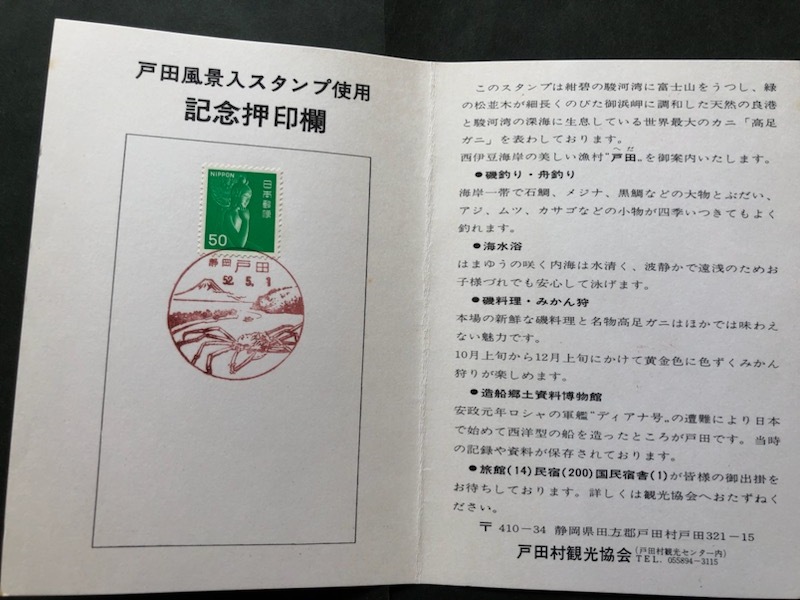 戸田風景入スタンプ使用
記念押印欄
NIPPON
日本郵便
50
静岡 戸田
52.5.1
このスタンプは紺碧の駿河湾に富士山をうつし、緑
の松並木が細長くのびた御浜岬に調和した天然の良港
と駿河湾の深海に生息している世界最大のカニ「高足
ガニ」を表わしております。
へだ
西伊豆海岸の美しい漁村"戸田"を御案内いたします。
●磯釣り・舟釣り
海岸一帯で石鯛、メジナ、黒鯛などの大物とぶだい、
アジ、ムツ、カサゴなどの小物が四季いつきてもよく
釣れます。
●海水浴
はまゆうの咲く内海は水清く、波静かで遠浅のためお
子様づれでも安心して泳げます。
●磯料理・みかん狩
本場の新鮮な磯料理と名物高足ガニはほかでは味わえ
ない魅力です。
10月上旬から12月上旬にかけて黄金色に色ずくみかん
狩りが楽しめます。
●造船郷土資料博物館
安政元年ロシャの軍艦"ディアナ号"の遭難により日本
で始めて西洋型の船を造ったところが戸田です。当時
の記録や資料が保存されております。
●旅館(14)民宿(200)国民宿舎(1)が皆様の御出掛を
お待ちしております。詳しくは観光協会へおたずねく
ださい。
〒 410−34 静岡県田方郡戸田村戸田321−15
戸田村観光協会(戸田村観光センター内)
TEL. 055894−3115